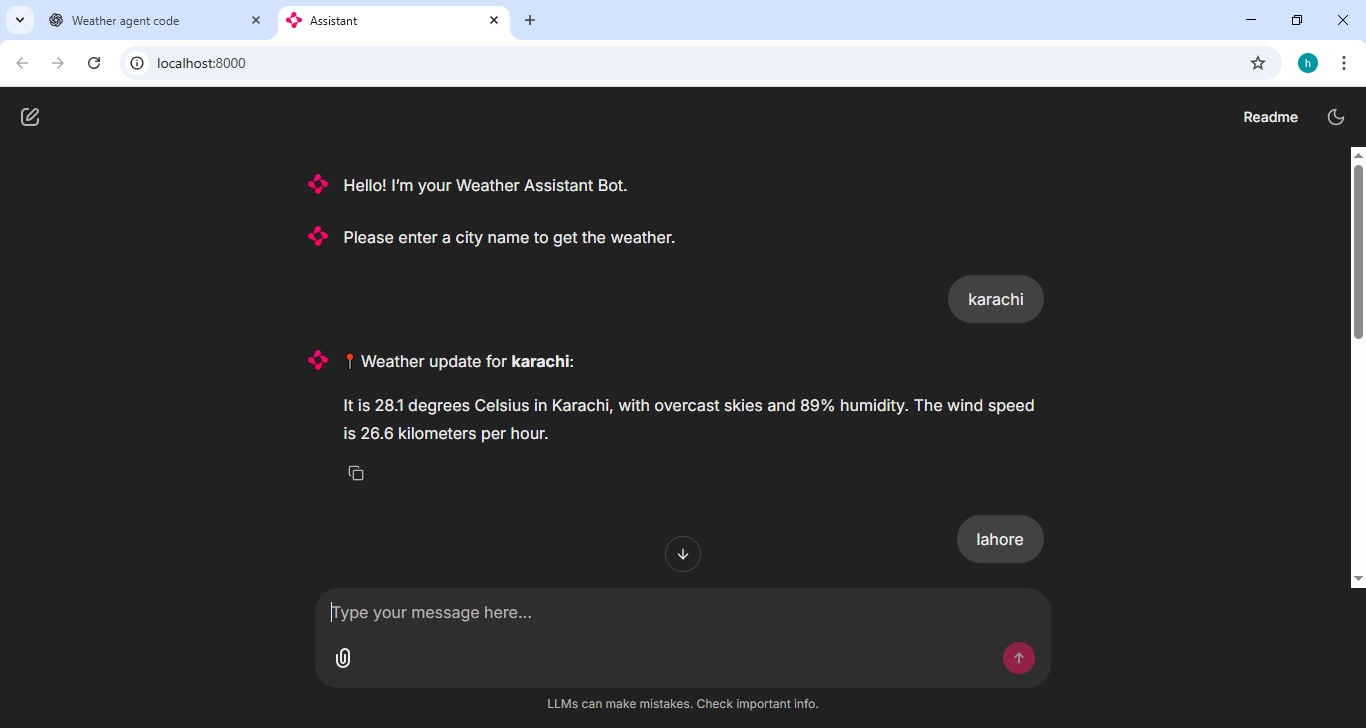 Weather agent code
Assistant
localhost:8000
h
Readme
Hello! I'm your Weather Assistant Bot.
Please enter a city name to get the weather.
karachi
Weather update for karachi:
It is 28.1 degrees Celsius in Karachi, with overcast skies and 89% humidity. The wind speed
is 26.6 kilometers per hour.
lahore
Type your message here...
LLMs can make mistakes. Check important info.